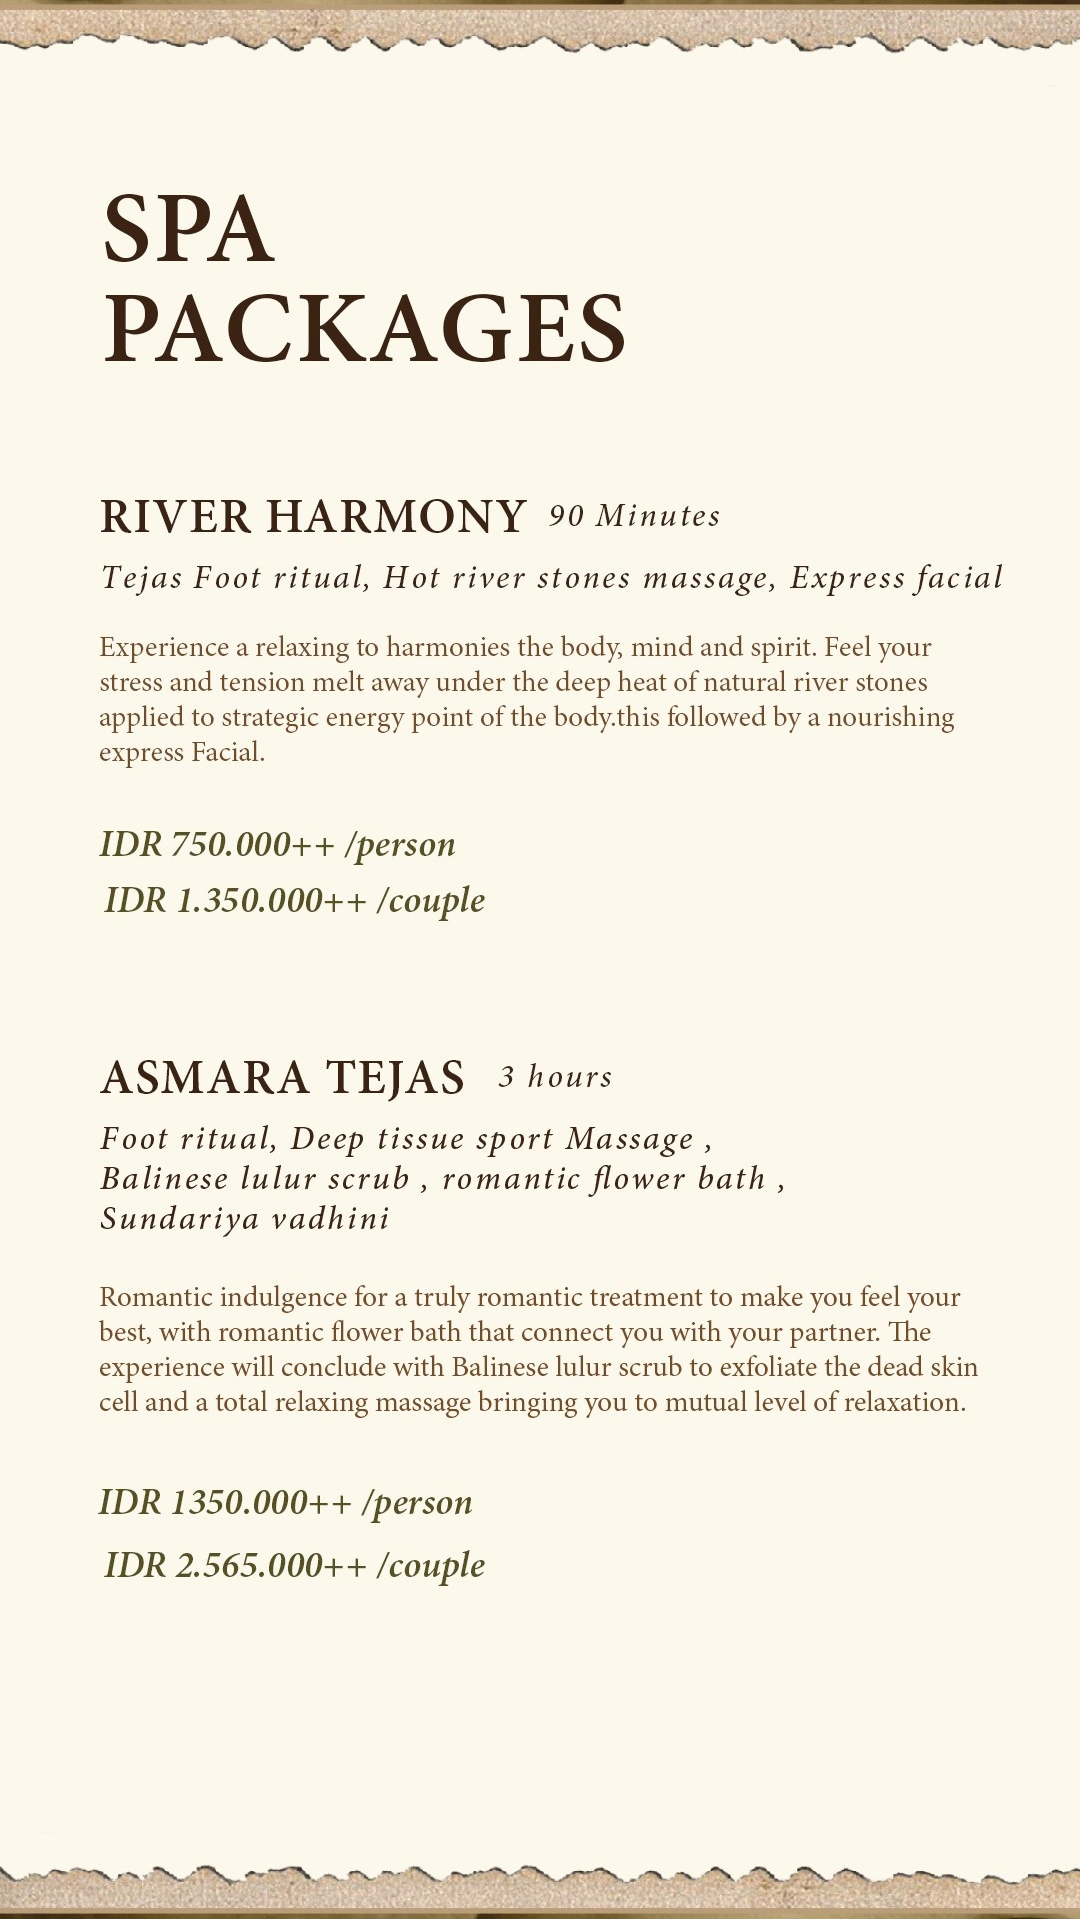 SPA
PACKAGES
RIVER HARMONY 90 Minutes
Tejas Foot ritual, Hot river stones massage, Express facial
Experience a relaxing to harmonies the body, mind and spirit. Feel your
stress and tension melt away under the deep heat of natural river stones
applied to strategic energy point of the body.this followed by a nourishing
express Facial.
IDR 750.000++ /person
IDR 1.350.000++ /couple
ASMARA TEJAS 3 hours
Foot ritual, Deep tissue sport Massage ,
Balinese lulur scrub , romantic flower bath ,
Sundariya vadhini
Romantic indulgence for a truly romantic treatment to make you feel your
best, with romantic flower bath that connect you with your partner. The
experience will conclude with Balinese lulur scrub to exfoliate the dead skin
cell and a total relaxing massage bringing you to mutual level of relaxation.
IDR 1350.000++ /person
IDR 2.565.000++ /couple